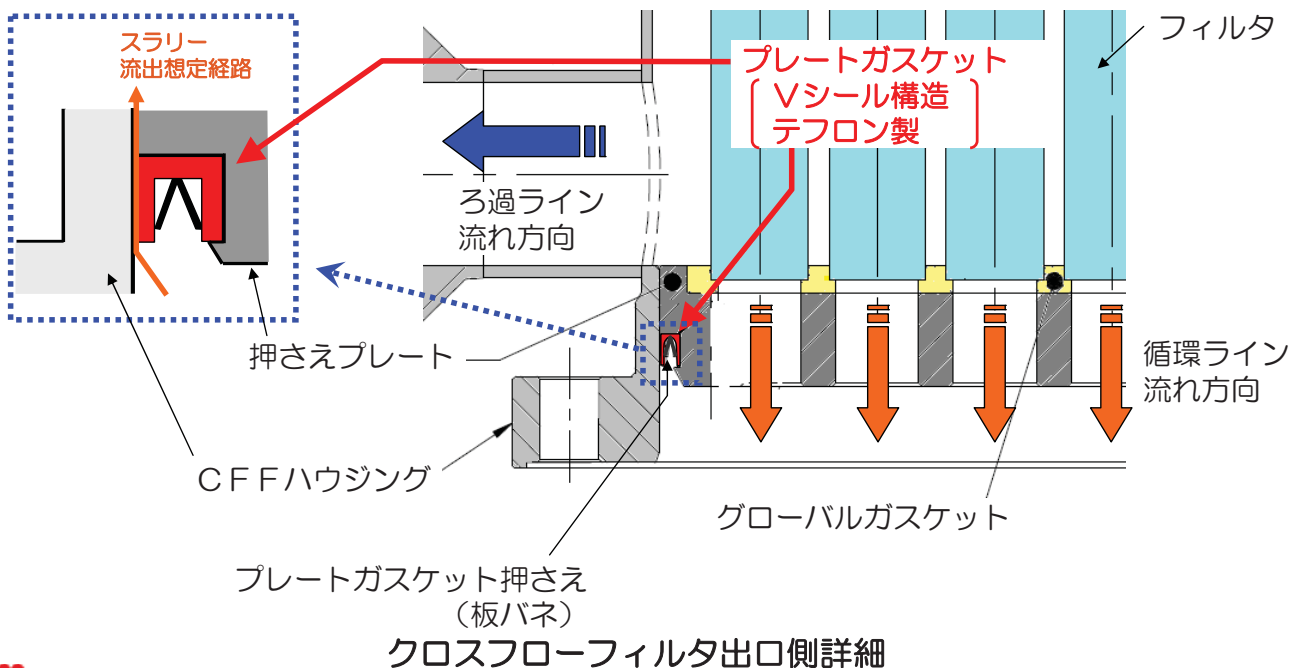 スラリー
流出想定経路
プレートガスケット
Vシール構造
テフロン製
フィルタ
ろ過ライン
流れ方向
押さえプレート
循環ライン
流れ方向
CFFハウジング
グローバルガスケット
プレートガスケット押さえ
(板バネ)
クロスフローフィルタ出口側詳細